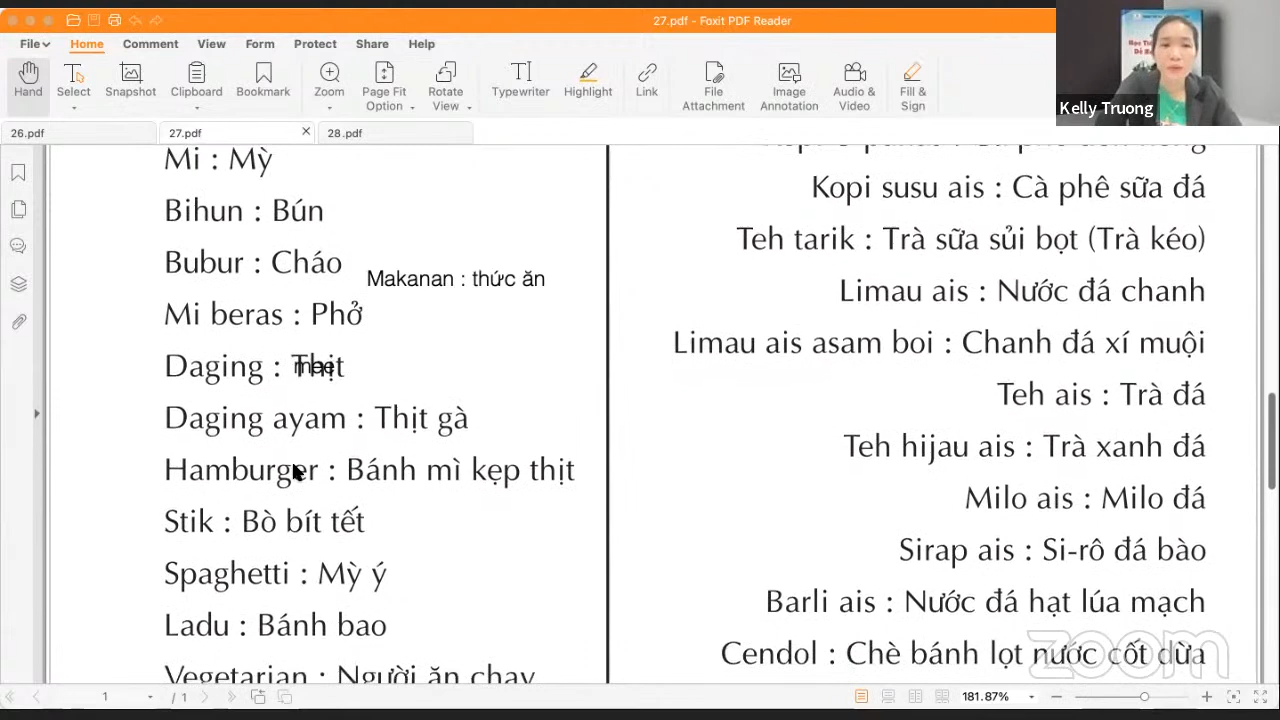 27.pdf - Foxit PDF Reader
File Home Comment View Form Protect Share Help
Hand Select Snapshot Clipboard Bookmark Zoom Page Fit Option Rotate View Typewriter Highlight Link File Attachment Image Annotation Audio & Video Fill & Sign
Kelly Truong
26.pdf 27.pdf 28.pdf
Mi : Mỳ
Bihun : Bún
Bubur : Cháo
Makanan : thức ăn
Mi beras : Phở
Daging : Thịt
mee
Daging ayam : Thịt gà
Hamburger : Bánh mì kẹp thịt
Stik : Bò bít tết
Spaghetti : Mỳ ý
Ladu : Bánh bao
Vegetarian : Người ăn chay
Kopi susu ais : Cà phê sữa đá
Teh tarik : Trà sữa sủi bọt (Trà kéo)
Limau ais : Nước đá chanh
Limau ais asam boi : Chanh đá xí muội
Teh ais : Trà đá
Teh hijau ais : Trà xanh đá
Milo ais : Milo đá
Sirap ais : Si-rô đá bào
Barli ais : Nước đá hạt lúa mạch
Cendol : Chè bánh lọt nước cốt dừa
zoom
1 / 1 181.87%